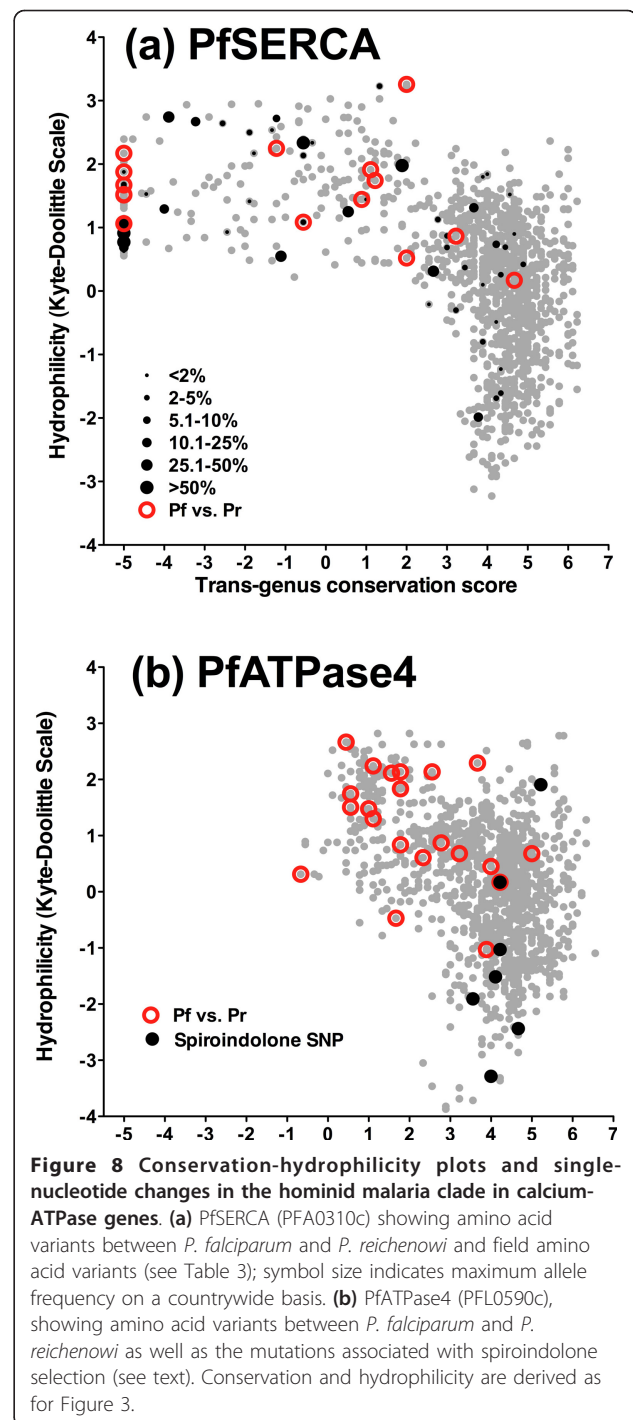 (a) PfSERCA
Hydrophilicity (Kyte-Doolittle Scale)
4
3
2
1
0
-1
-2
-3
-4
<2%
2-5%
5.1-10%
10.1-25%
25.1-50%
>50%
Pf vs. Pr
-5 -4 -3 -2 -1 0 1 2 3 4 5 6 7
Trans-genus conservation score
(b) PfATPase4
Hydrophilicity (Kyte-Doolittle Scale)
4
3
2
1
0
-1
-2
-3
-4
Pf vs. Pr
Spiroindolone SNP
-5 -4 -3 -2 -1 0 1 2 3 4 5 6 7
Figure 8 Conservation-hydrophilicity plots and single-
nucleotide changes in the hominid malaria clade in calcium-
ATPase genes. (a) PfSERCA (PFA0310c) showing amino acid
variants between P. falciparum and P. reichenowi and field amino
acid variants (see Table 3); symbol size indicates maximum allele
frequency on a countrywide basis. (b) PfATPase4 (PFL0590c),
showing amino acid variants between P. falciparum and P.
reichenowi as well as the mutations associated with spiroindolone
selection (see text). Conservation and hydrophilicity are derived as
for Figure 3.